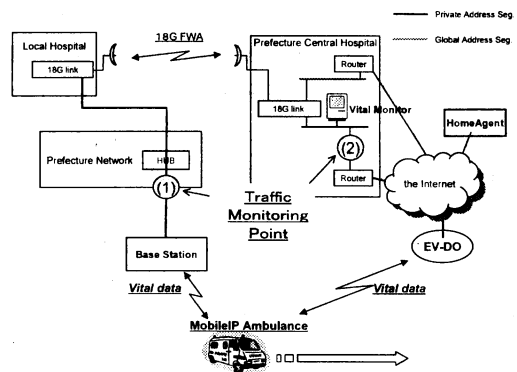 18G FWA
Private Address Seg.
Global Address Seg.
Local Hospital
18G link
Prefecture Central Hospital
Router
18G link
Vital Monitor
HomeAgent
Prefecture Network
HUB
(1)
(2)
Router
the Internet
Traffic
Monitoring
Point
Base Station
EV-DO
Vital data
Vital data
MobileIP Ambulance